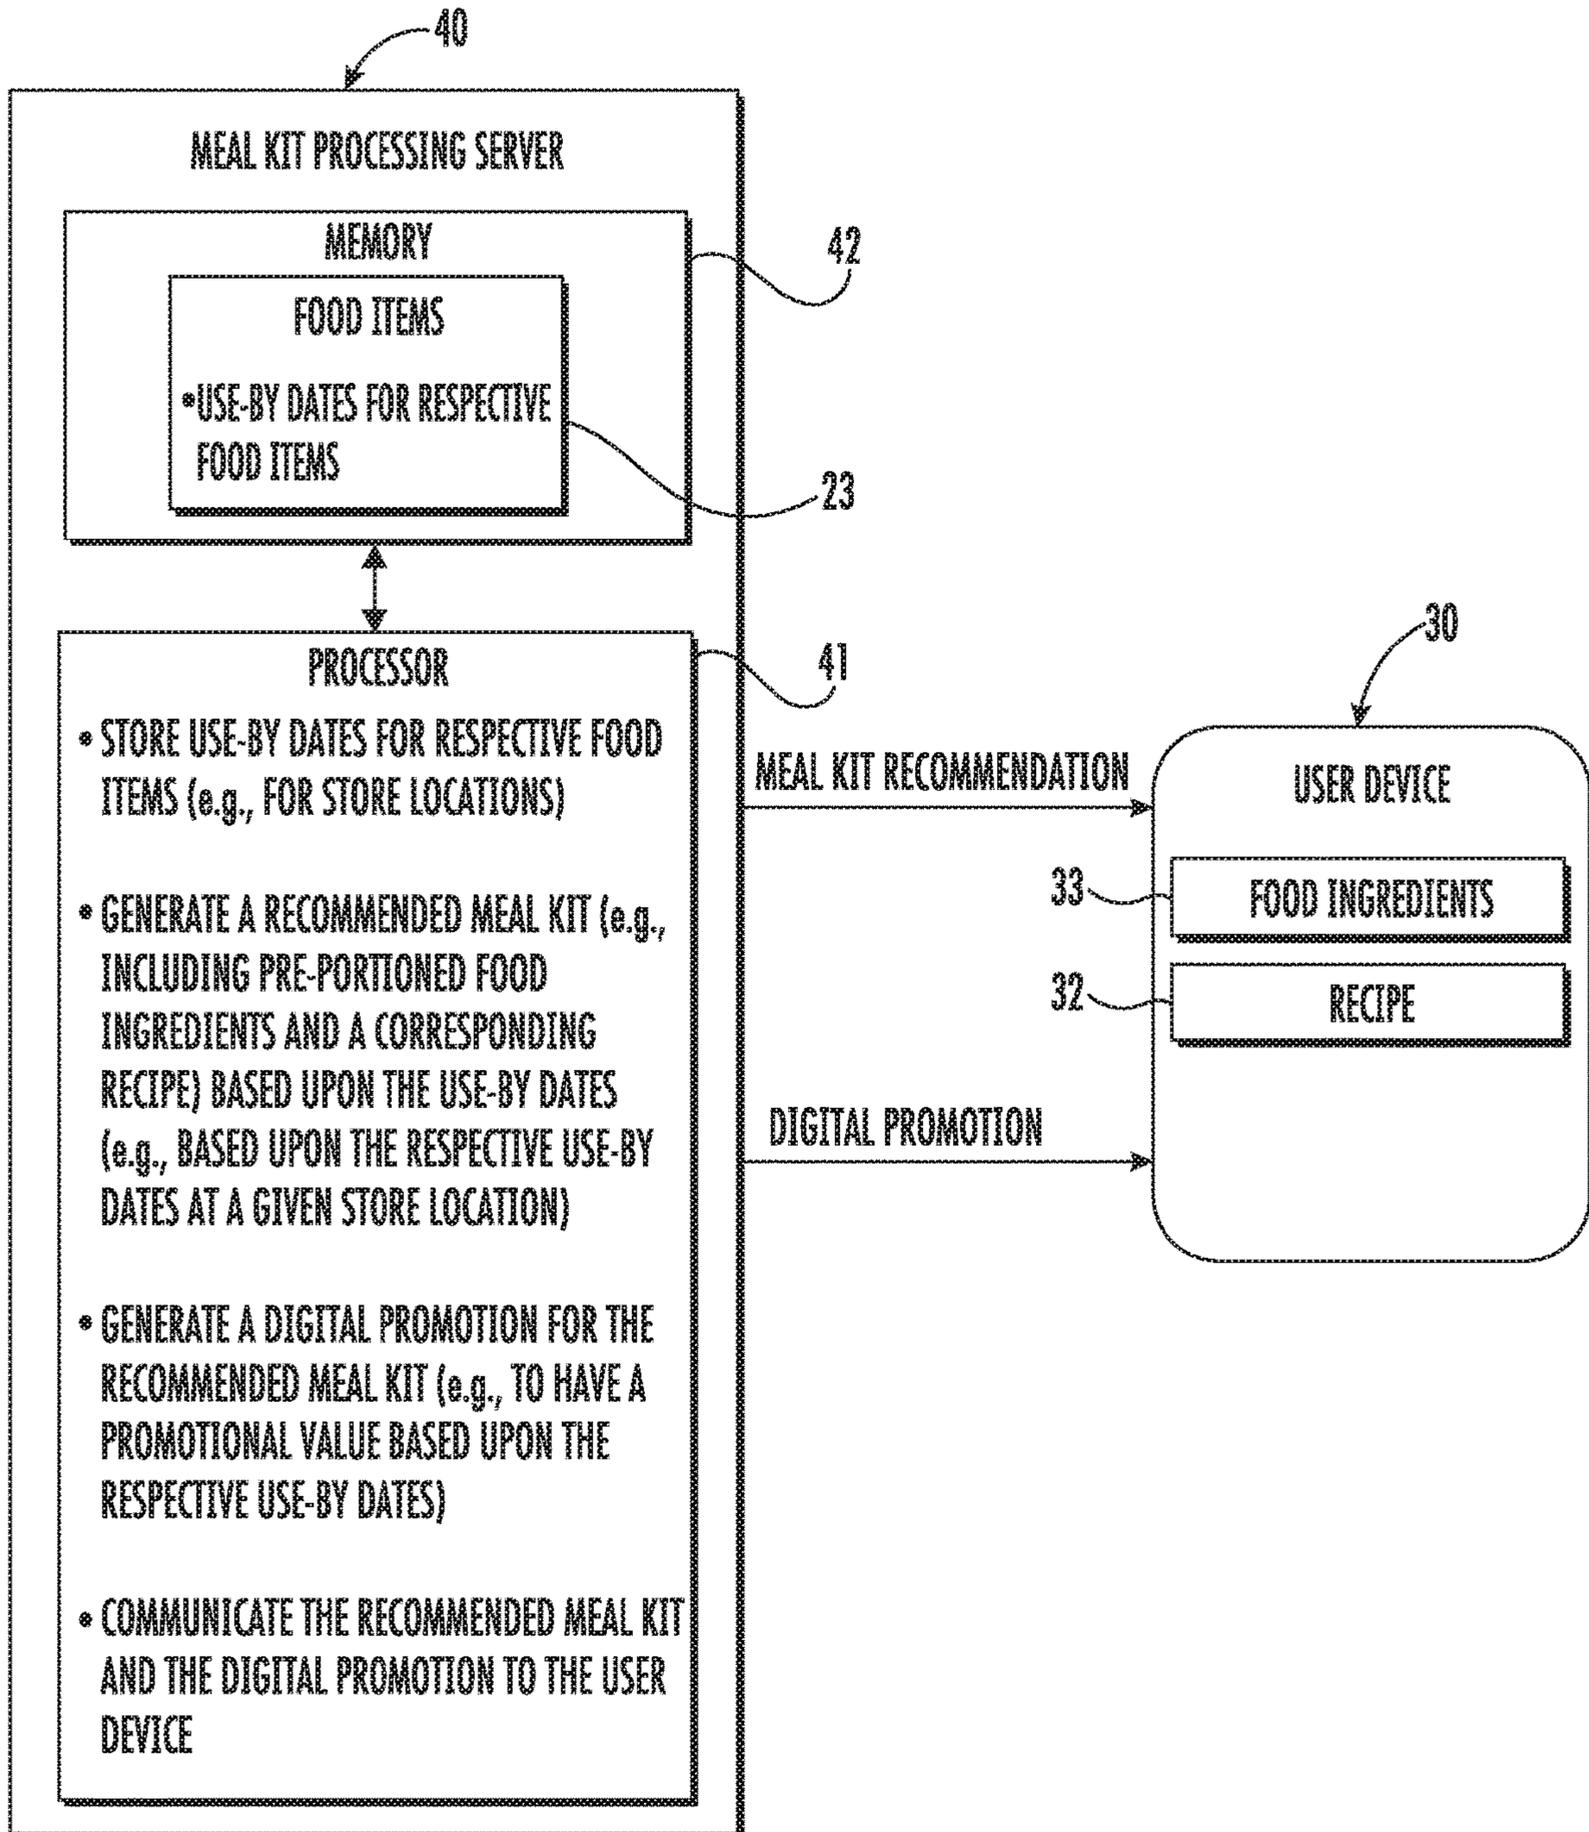 40
MEAL KIT PROCESSING SERVER
MEMORY
42
FOOD ITEMS
•USE-BY DATES FOR RESPECTIVE
FOOD ITEMS
23
PROCESSOR
41
• STORE USE-BY DATES FOR RESPECTIVE FOOD
ITEMS (e.g., FOR STORE LOCATIONS)
• GENERATE A RECOMMENDED MEAL KIT (e.g.,
INCLUDING PRE-PORTIONED FOOD
INGREDIENTS AND A CORRESPONDING
RECIPE) BASED UPON THE USE-BY DATES
(e.g., BASED UPON THE RESPECTIVE USE-BY
DATES AT A GIVEN STORE LOCATION)
• GENERATE A DIGITAL PROMOTION FOR THE
RECOMMENDED MEAL KIT (e.g., TO HAVE A
PROMOTIONAL VALUE BASED UPON THE
RESPECTIVE USE-BY DATES)
• COMMUNICATE THE RECOMMENDED MEAL KIT
AND THE DIGITAL PROMOTION TO THE USER
DEVICE
MEAL KIT RECOMMENDATION
DIGITAL PROMOTION
30
USER DEVICE
33
FOOD INGREDIENTS
32
RECIPE